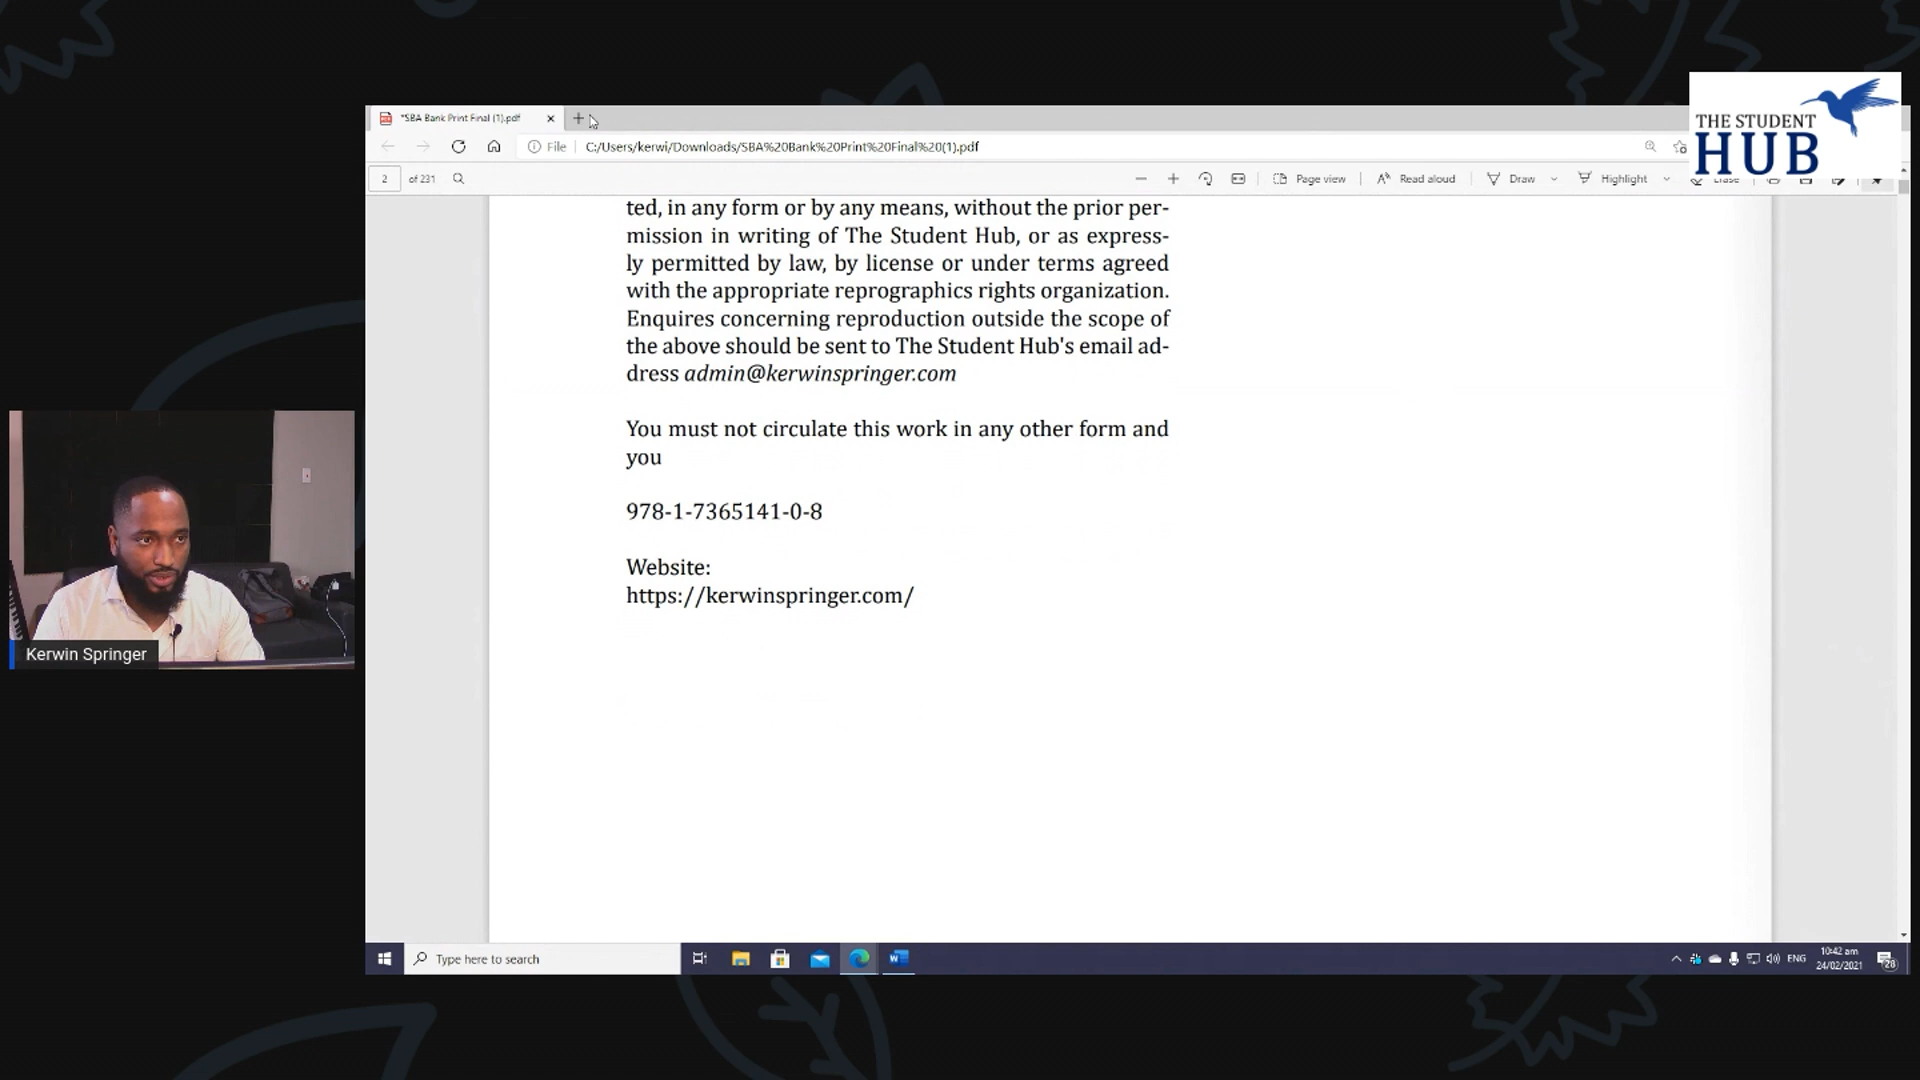 THE STUDENT
HUB
*SBA Bank Print Final (1).pdf
File
C:/Users/kerwi/Downloads/SBA%20Bank%20Print%20Final%20(1).pdf
2 of 231
Page view
Read aloud
Draw
Highlight
Erase
ted, in any form or by any means, without the prior per-
mission in writing of The Student Hub, or as express-
ly permitted by law, by license or under terms agreed
with the appropriate reprographics rights organization.
Enquires concerning reproduction outside the scope of
the above should be sent to The Student Hub's email ad-
dress admin@kerwinspringer.com
You must not circulate this work in any other form and
you
978-1-7365141-0-8
Website:
https://kerwinspringer.com/
Kerwin Springer
Type here to search
ENG
10:42 am
24/02/2021
28